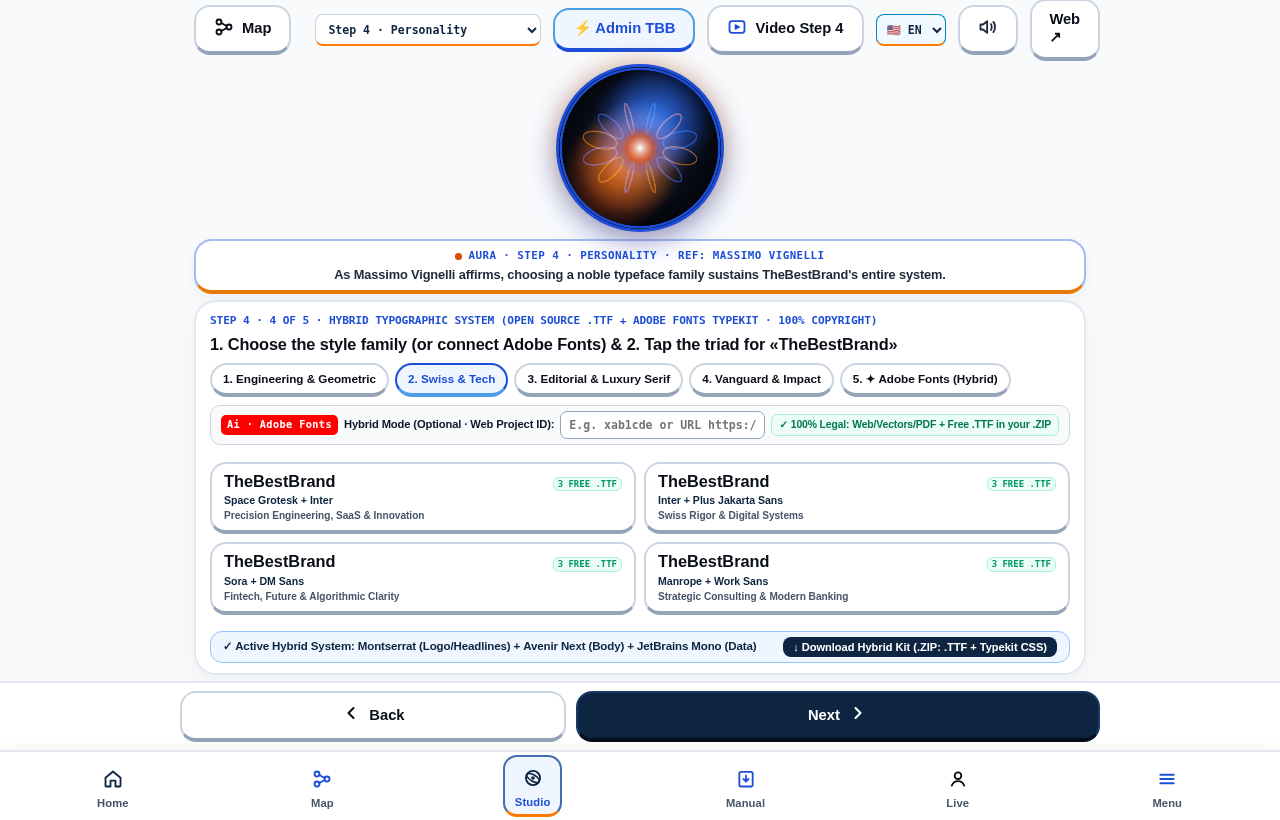 Map
Step 4 · Personality
⚡ Admin TBB
Video Step 4
🇺🇸 EN
Web
↗
AURA · STEP 4 · PERSONALITY · REF: MASSIMO VIGNELLI
As Massimo Vignelli affirms, choosing a noble typeface family sustains TheBestBrand's entire system.
STEP 4 · 4 OF 5 · HYBRID TYPOGRAPHIC SYSTEM (OPEN SOURCE .TTF + ADOBE FONTS TYPEKIT · 100% COPYRIGHT)
1. Choose the style family (or connect Adobe Fonts) & 2. Tap the triad for «TheBestBrand»
1. Engineering & Geometric
2. Swiss & Tech
3. Editorial & Luxury Serif
4. Vanguard & Impact
5. ✦ Adobe Fonts (Hybrid)
Ai · Adobe Fonts
Hybrid Mode (Optional · Web Project ID):
E.g. xab1cde or URL https:/
✓ 100% Legal: Web/Vectors/PDF + Free .TTF in your .ZIP
TheBestBrand
3 FREE .TTF
Space Grotesk + Inter
Precision Engineering, SaaS & Innovation
TheBestBrand
3 FREE .TTF
Inter + Plus Jakarta Sans
Swiss Rigor & Digital Systems
TheBestBrand
3 FREE .TTF
Sora + DM Sans
Fintech, Future & Algorithmic Clarity
TheBestBrand
3 FREE .TTF
Manrope + Work Sans
Strategic Consulting & Modern Banking
✓ Active Hybrid System: Montserrat (Logo/Headlines) + Avenir Next (Body) + JetBrains Mono (Data)
↓ Download Hybrid Kit (.ZIP: .TTF + Typekit CSS)
Back
Next
Home
Map
Studio
Manual
Live
Menu